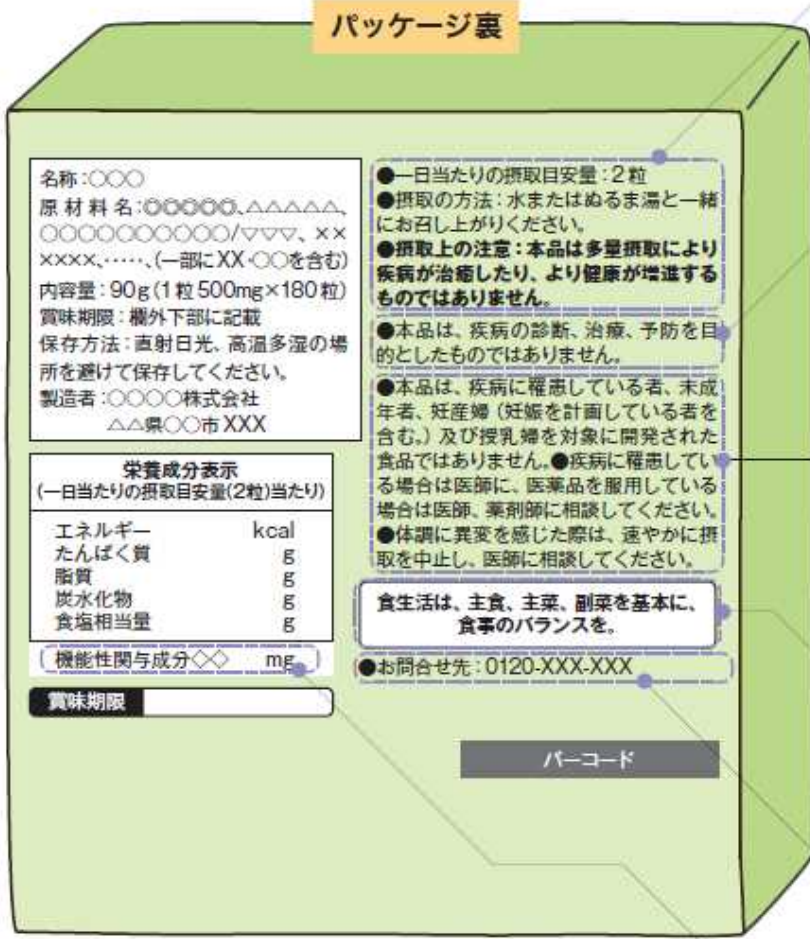 パッケージ裏
名称:○○○
原材料名:◎◎◎◎◎、△△△△△、
○○○○○○○○○○/▽▽▽、××
××××、……、(一部にXX・○○を含む)
内容量:90g(1粒500mg×180粒)
賞味期限:欄外下部に記載
保存方法:直射日光、高温多湿の場
所を避けて保存してください。
製造者:○○○○株式会社
△△県○○市XXX
栄養成分表示
(一日当たりの摂取目安量(2粒)当たり)
エネルギー kcal
たんぱく質 g
脂質 g
炭水化物 g
食塩相当量 g
機能性関与成分◇◇ mg
賞味期限
●一日当たりの摂取目安量:2粒
●摂取の方法:水またはぬるま湯と一緒
にお召し上がりください。
●摂取上の注意:本品は多量摂取により
疾病が治癒したり、より健康が増進する
ものではありません。
●本品は、疾病の診断、治療、予防を目
的としたものではありません。
●本品は、疾病に罹患している者、未成
年者、妊産婦(妊娠を計画している者を
含む。)及び授乳婦を対象に開発された
食品ではありません。●疾病に罹患してい
る場合は医師に、医薬品を服用している
場合は医師、薬剤師に相談してください。
●体調に異変を感じた際は、速やかに摂
取を中止し、医師に相談してください。
食生活は、主食、主菜、副菜を基本に、
食事のバランスを。
●お問合せ先:0120-XXX-XXX
バーコード